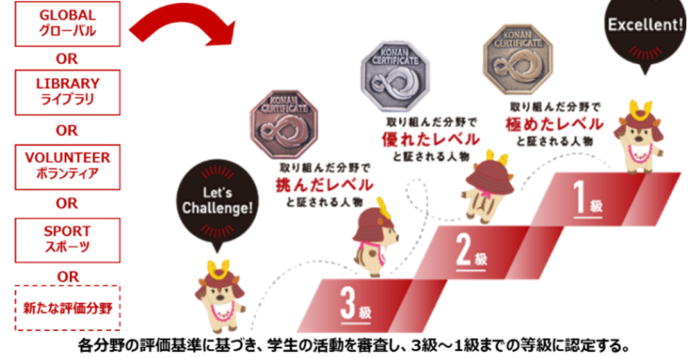 GLOBAL
グローバル
OR
LIBRARY
ライブラリ
OR
VOLUNTEER
ボランティア
OR
SPORT
スポーツ
OR
新たな評価分野
Let's
Challenge!
KONAN
CERTIFICATE
取り組んだ分野で
挑んだレベル
と証される人物
3級
KONAN
CERTIFICATE
取り組んだ分野で
優れたレベル
と証される人物
2級
KONAN
CERTIFICATE
取り組んだ分野で
極めたレベル
と証される人物
1級
Excellent!
各分野の評価基準に基づき、学生の活動を審査し、3級～1級までの等級に認定する。